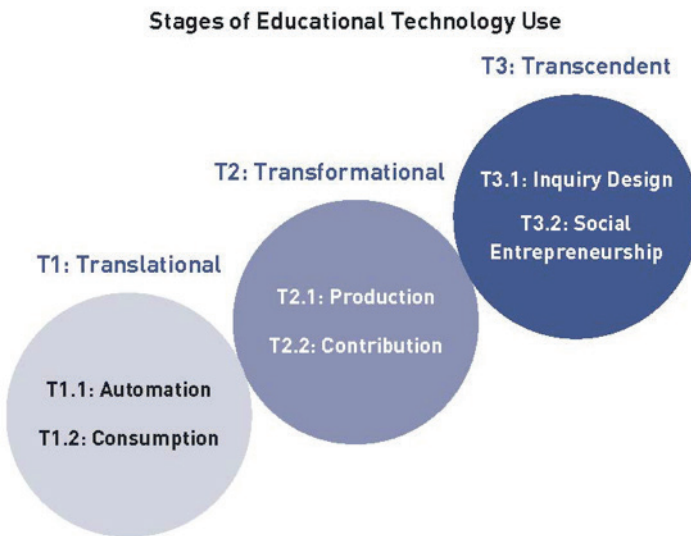 Stages of Educational Technology Use
T3: Transcendent
T3.1: Inquiry Design
T3.2: Social
Entrepreneurship
T2: Transformational
T2.1: Production
T2.2: Contribution
T1: Translational
T1.1: Automation
T1.2: Consumption